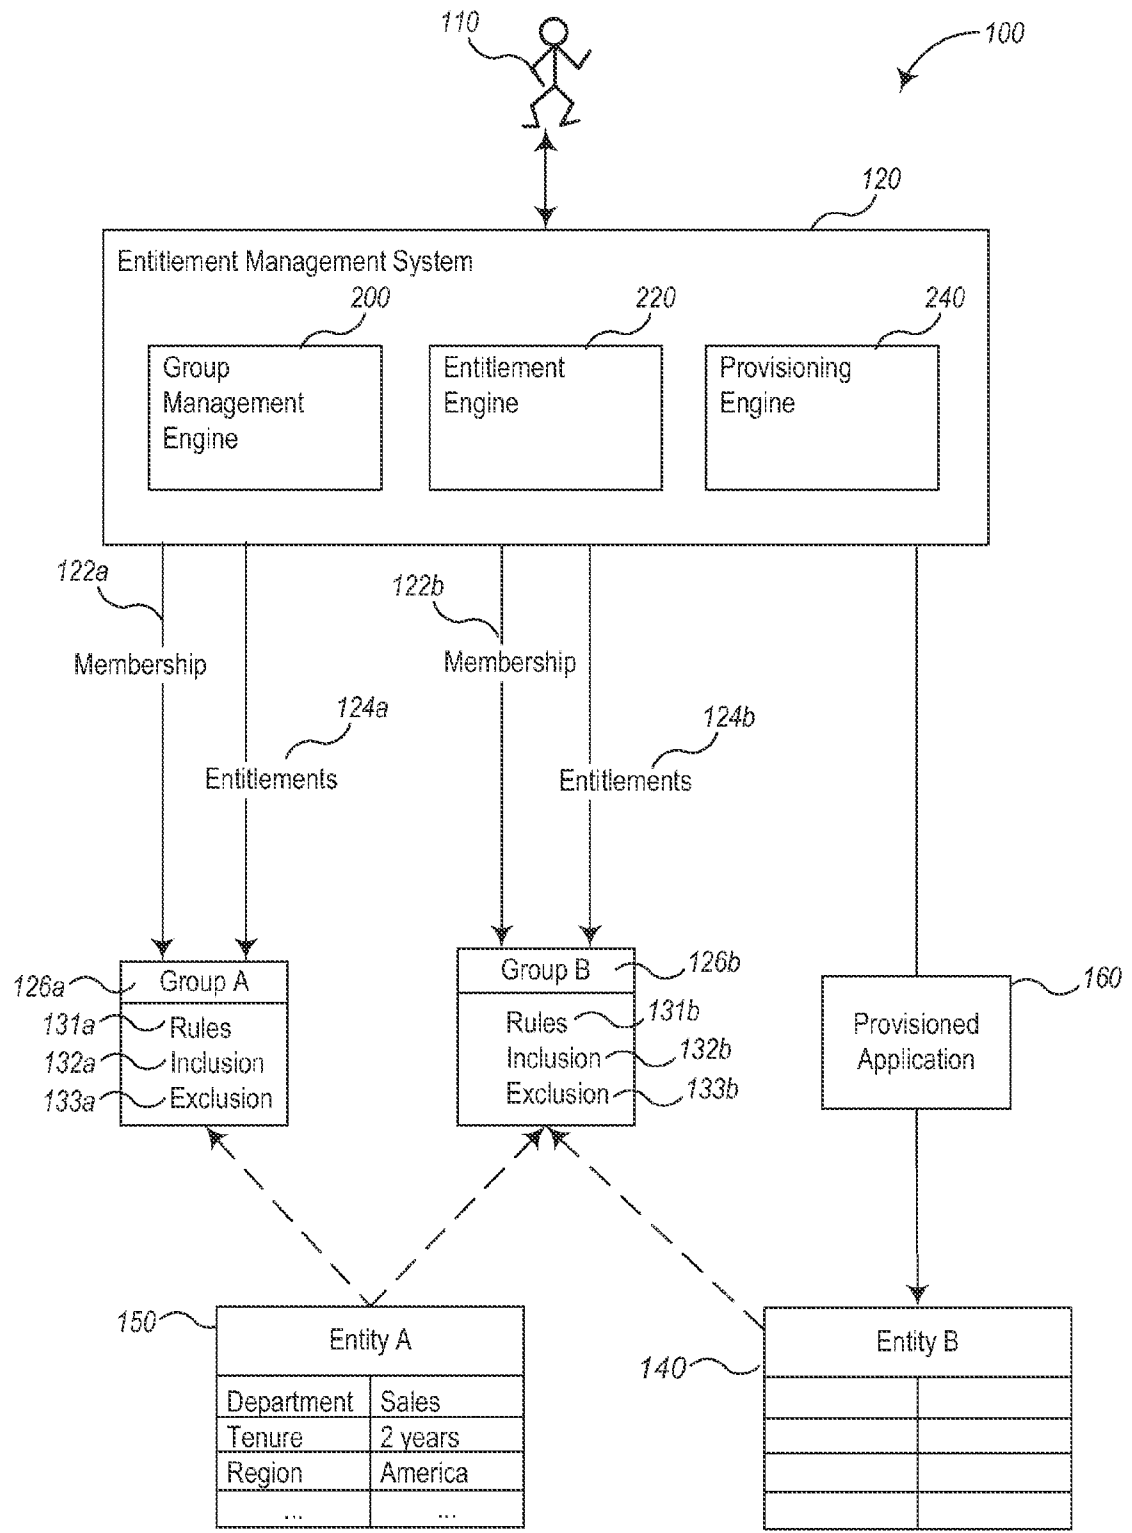 110
100
120
Entitlement Management System
200
220
240
Group
Management
Engine
Entitlement
Engine
Provisioning
Engine
122a
Membership
122b
Membership
124a
Entitlements
124b
Entitlements
126a
Group A
131a
Rules
132a
Inclusion
133a
Exclusion
Group B
126b
Rules
131b
Inclusion
132b
Exclusion
133b
160
Provisioned
Application
150
Entity A
Department Sales
Tenure 2 years
Region America
... ...
140
Entity B